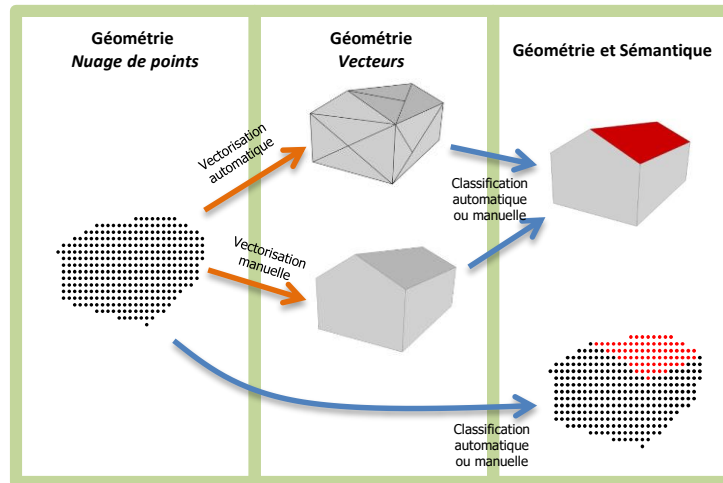 Géométrie
Nuage de points
Géométrie
Vecteurs
Géométrie et Sémantique
Vectorisation
automatique
Vectorisation
manuelle
Classification
automatique
ou manuelle
Classification
automatique
ou manuelle